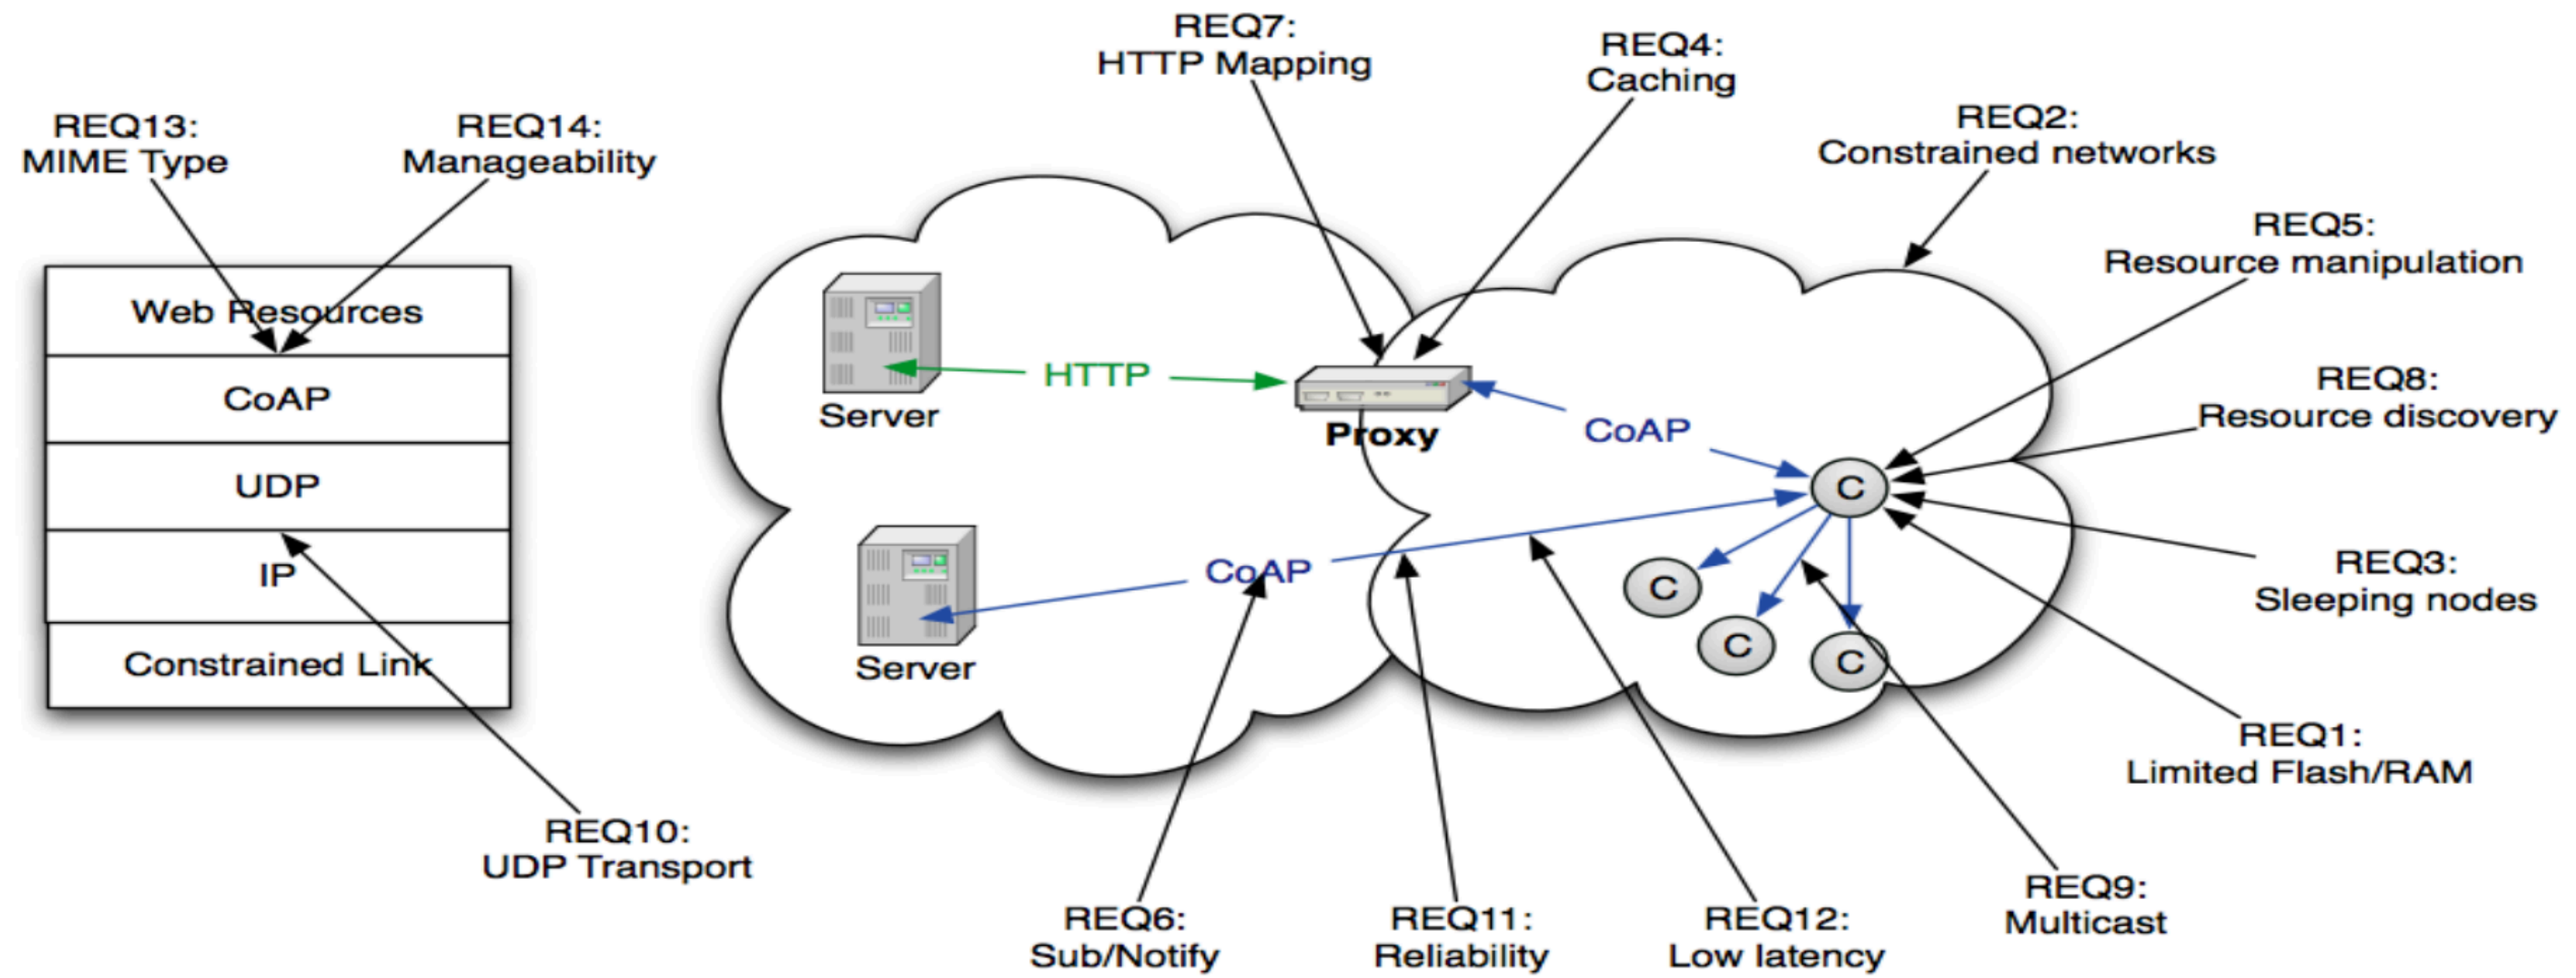 REQ13:
MIME Type
REQ14:
Manageability
Web Resources
CoAP
UDP
IP
Constrained Link
REQ10:
UDP Transport
REQ7:
HTTP Mapping
REQ4:
Caching
REQ2:
Constrained networks
REQ5:
Resource manipulation
REQ8:
Resource discovery
REQ3:
Sleeping nodes
REQ1:
Limited Flash/RAM
REQ9:
Multicast
REQ12:
Low latency
REQ11:
Reliability
REQ6:
Sub/Notify
Server
HTTP
Proxy
CoAP
Server
CoAP
C
C
C
C